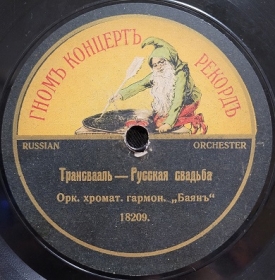 ГНОМЪ КОНЦЕРТЪ РЕКОРДЪ
RUSSIAN ORCHESTER
Трансвааль — Русская свадьба
Орк. хромат. гармон. „Баянъ“
18209.